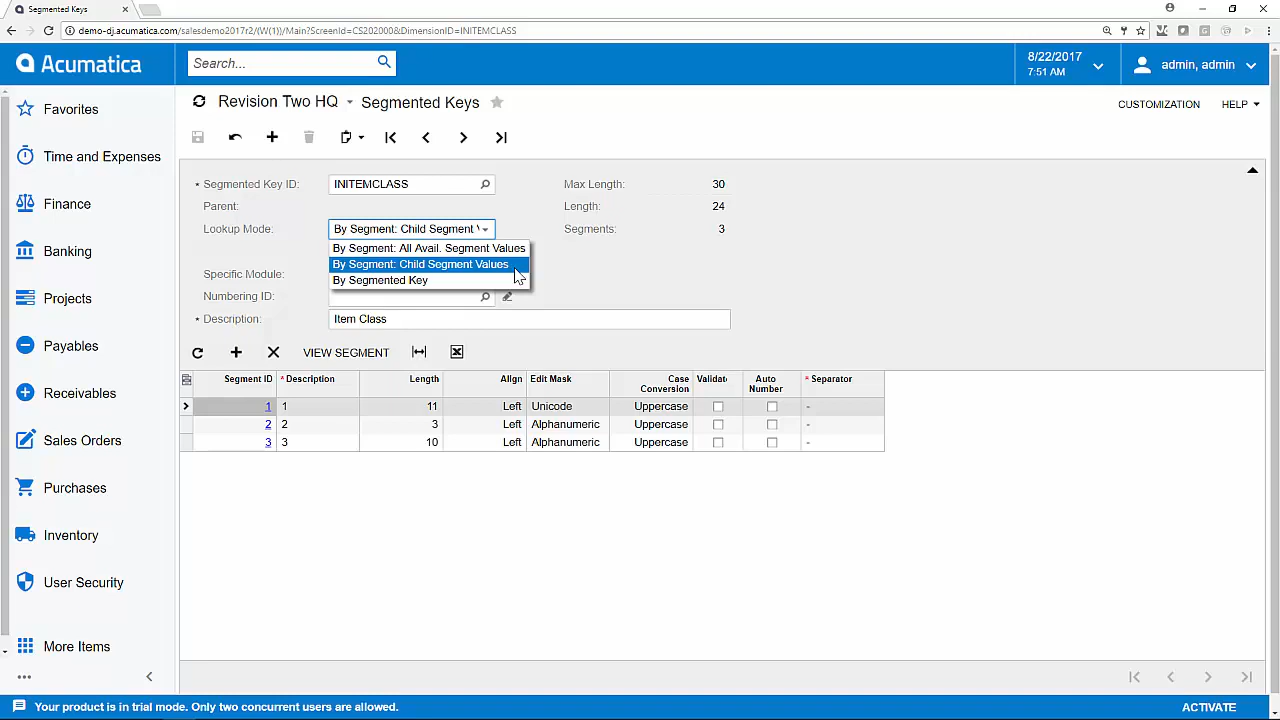 Segmented Keys
demo-dj.acumatica.com/salesdemo2017r2/(W(1))/Main?ScreenId=CS202000&DimensionID=INITEMCLASS
Acumatica
Search...
8/22/2017
7:51 AM
admin, admin
Favorites
Time and Expenses
Finance
Banking
Projects
Payables
Receivables
Sales Orders
Purchases
Inventory
User Security
More Items
Revision Two HQ Segmented Keys
CUSTOMIZATION HELP
* Segmented Key ID: INITEMCLASS Max Length: 30
Parent: Length: 24
Lookup Mode: By Segment: Child Segment Segments: 3
By Segment: All Avail. Segment Values
By Segment: Child Segment Values
By Segmented Key
Specific Module:
Numbering ID:
* Description: Item Class
VIEW SEGMENT
Segment ID * Description Length Align Edit Mask Case Conversion Validat Auto Number * Separator
1 1 11 Left Unicode Uppercase -
2 2 3 Left Alphanumeric Uppercase -
3 3 10 Left Alphanumeric Uppercase -
Your product is in trial mode. Only two concurrent users are allowed. ACTIVATE